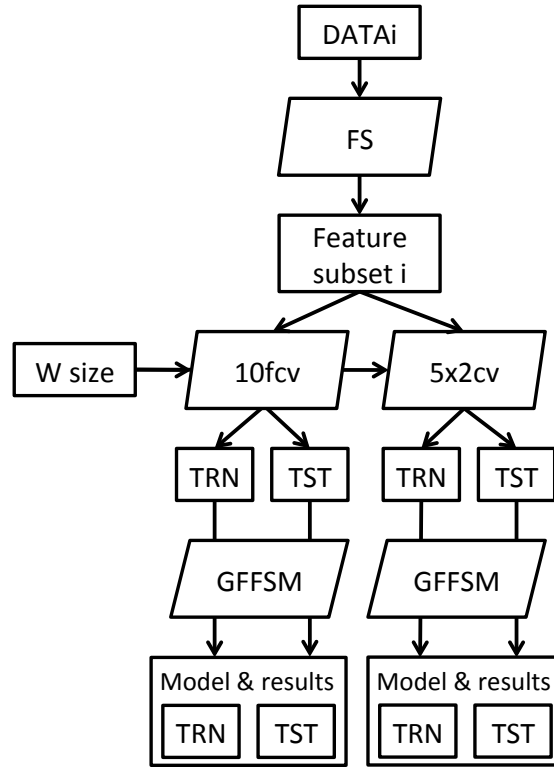 DATAi
FS
Feature
subset i
W size
10fcv
5x2cv
TRN
TST
TRN
TST
GFFSM
GFFSM
Model & results
TRN
TST
Model & results
TRN
TST